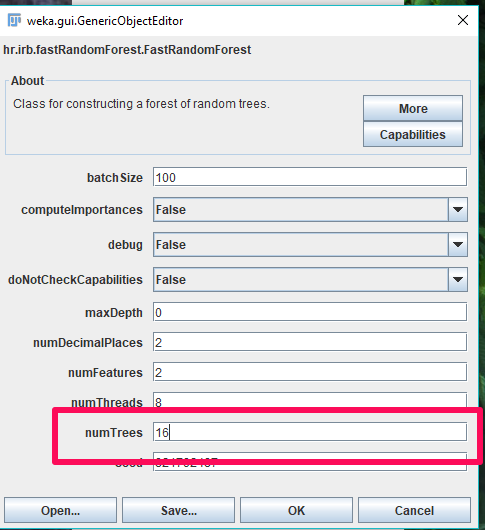 weka.gui.GenericObjectEditor
hr.irb.fastRandomForest.FastRandomForest
About
Class for constructing a forest of random trees.
More
Capabilities
batchSize 100
computeImportances False
debug False
doNotCheckCapabilities False
maxDepth 0
numDecimalPlaces 2
numFeatures 2
numThreads 8
numTrees 16
Open... Save... OK Cancel